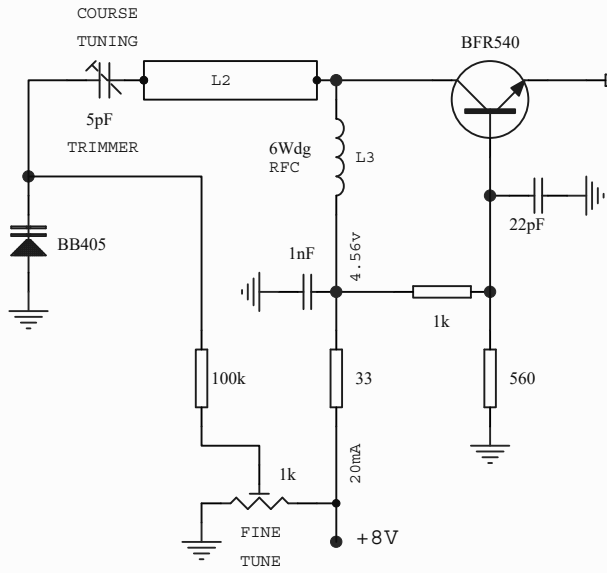 COURSE
TUNING
BFR540
L2
5pF
TRIMMER
6Wdg
RFC
L3
BB405
22pF
1nF
4.56v
1k
100k
33
560
20mA
1k
FINE
TUNE
+8V